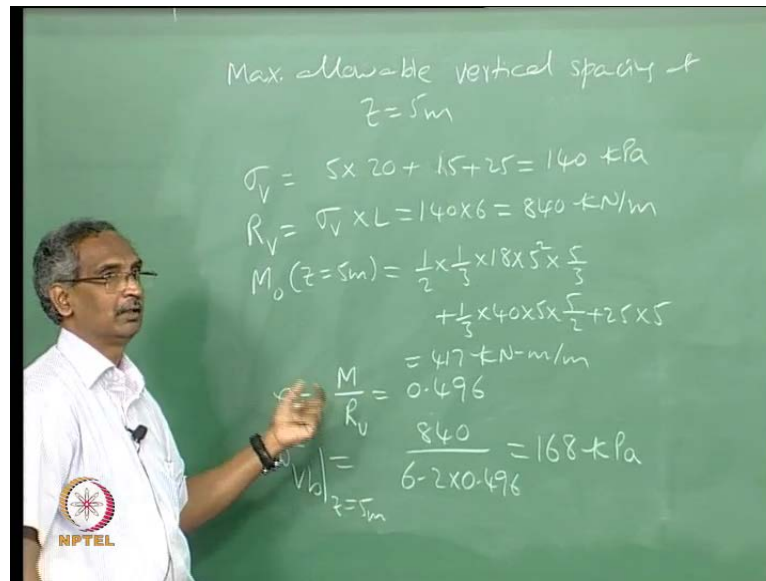 Max. allowable vertical spacing at
z = 5m
σv = 5 x 20 + 15 + 25 = 140 kPa
Rv = σv x L = 140 x 6 = 840 kN/m
Mo (z = 5m) = 1/2 x 1/3 x 18 x 5² x 5/3
+ 1/3 x 40 x 5 x 5/2 + 25 x 5
= 417 kN-m/m
M/Rv = 0.496
vb|z=5m = 840/(6-2x0.496) = 168 kPa
NPTEL